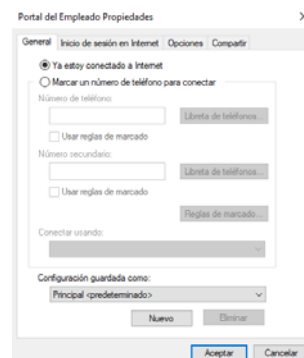 Portal del Empleado Propiedades
General Inicio de sesión en Internet Opciones Compartir
Ya estoy conectado a Internet
Marcar un número de teléfono para conectar
Número de teléfono:
Libreta de teléfonos...
Usar reglas de marcado
Número secundario:
Libreta de teléfonos...
Usar reglas de marcado
Reglas de marcado...
Conectar usando:
Configuración guardada como:
Principal <predeterminado>
Nuevo Eliminar
Aceptar Cancelar